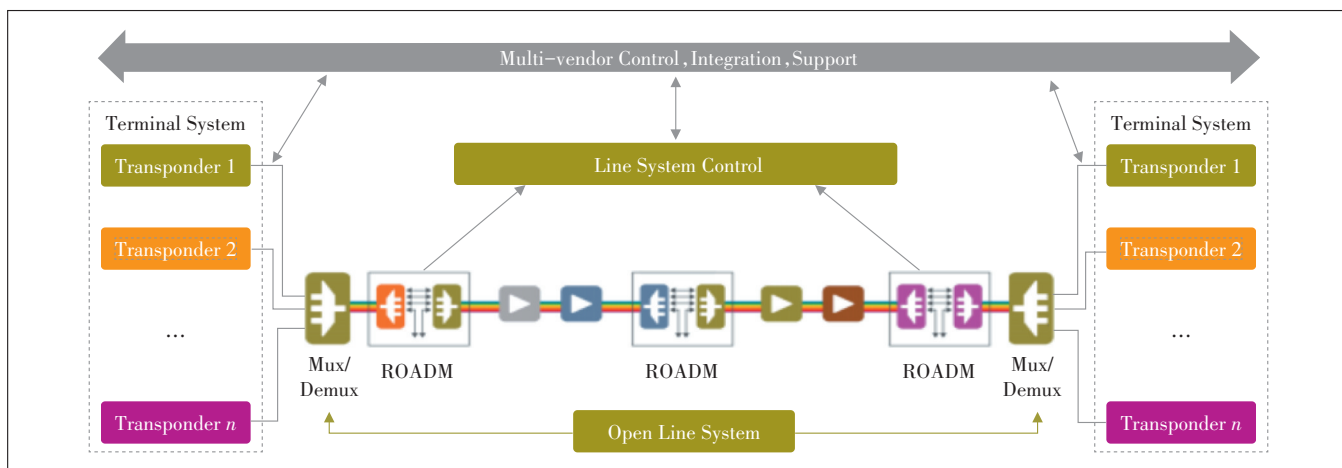 Multi-vendor Control, Integration, Support
Terminal System
Transponder 1
Transponder 2
...
Transponder n
Line System Control
Terminal System
Transponder 1
Transponder 2
...
Transponder n
Mux/
Demux
ROADM
ROADM
ROADM
Mux/
Demux
Open Line System